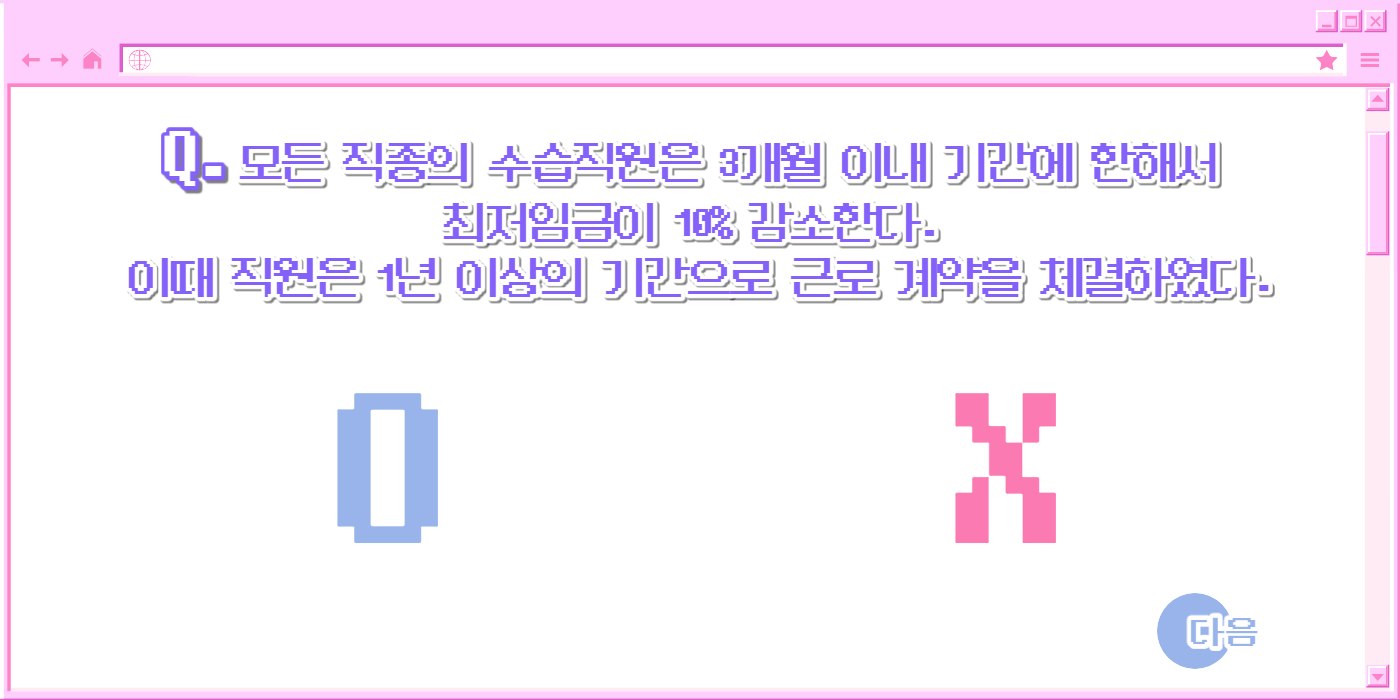 Q. 모든 직종의 수습직원은 3개월 이내 기간에 한해서
최저임금이 10% 감소한다.
이때 직원은 1년 이상의 기간으로 근로 계약을 체결하였다.
O
X
다음